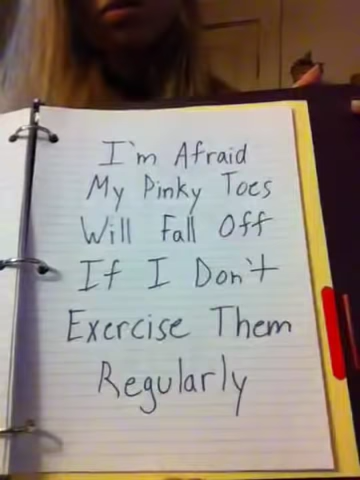 I'm Afraid
My Pinky Toes
Will Fall Off
If I Don't
Exercise Them
Regularly